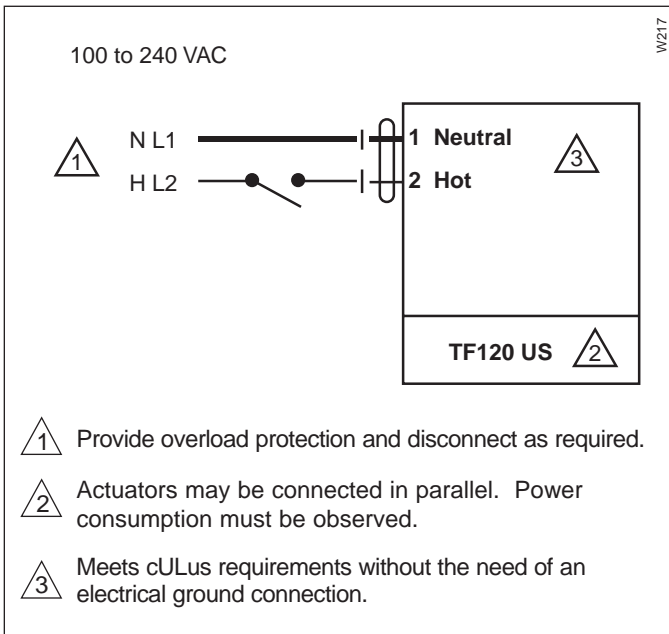 W217
100 to 240 VAC
1
N L1
1 Neutral
3
H L2
2 Hot
TF120 US
2
1 Provide overload protection and disconnect as required.
2 Actuators may be connected in parallel. Power
consumption must be observed.
3 Meets cULus requirements without the need of an
electrical ground connection.